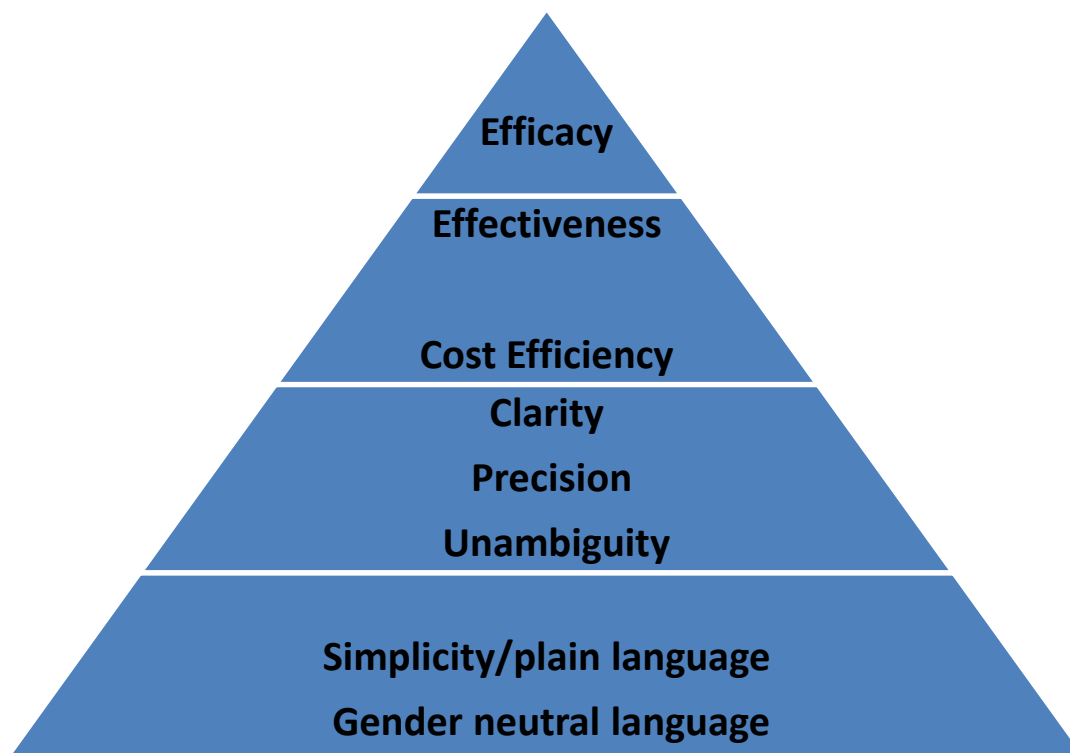 Efficacy
Effectiveness
Cost Efficiency
Clarity
Precision
Unambiguity
Simplicity/plain language
Gender neutral language